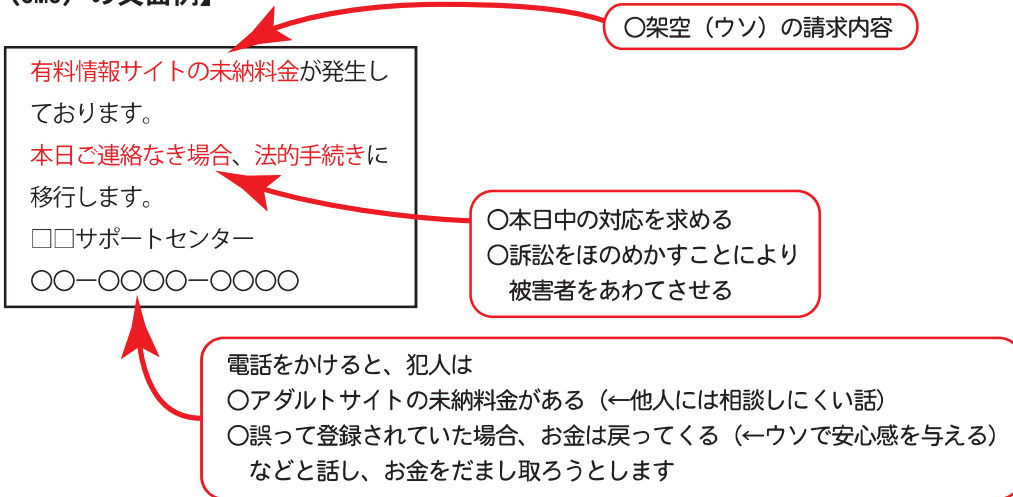 (SMS）の文面例】
○架空（ウソ）の請求内容
有料情報サイトの未納料金が発生し
ております。
本日ご連絡なき場合、法的手続きに
移行します。
□□サポートセンター
○○ー○○○○ー○○○○
○本日中の対応を求める
○訴訟をほのめかすことにより
被害者をあわてさせる
電話をかけると、犯人は
○アダルトサイトの未納料金がある（←他人には相談しにくい話）
○誤って登録されていた場合、お金は戻ってくる（←ウソで安心感を与える）
などと話し、お金をだまし取ろうとします